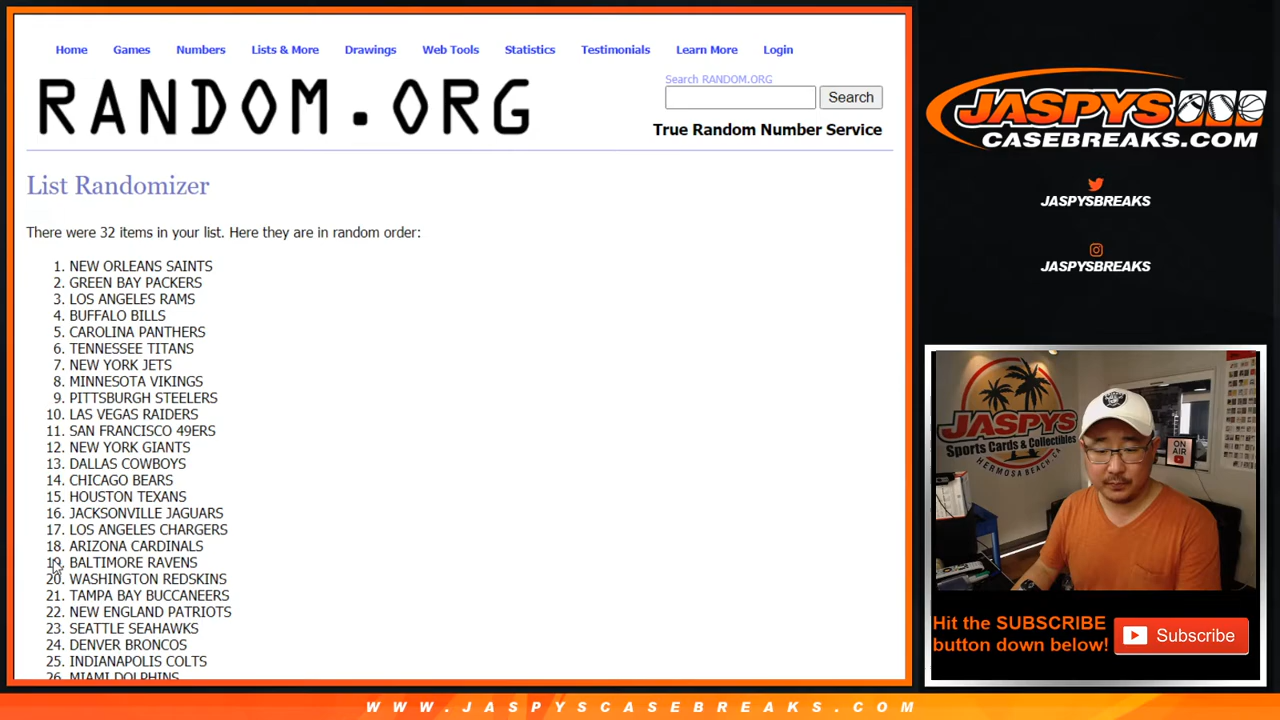 Home Games Numbers Lists & More Drawings Web Tools Statistics Testimonials Learn More Login
RANDOM.ORG
Search RANDOM.ORG
Search
True Random Number Service
List Randomizer
There were 32 items in your list. Here they are in random order:
1. NEW ORLEANS SAINTS
2. GREEN BAY PACKERS
3. LOS ANGELES RAMS
4. BUFFALO BILLS
5. CAROLINA PANTHERS
6. TENNESSEE TITANS
7. NEW YORK JETS
8. MINNESOTA VIKINGS
9. PITTSBURGH STEELERS
10. LAS VEGAS RAIDERS
11. SAN FRANCISCO 49ERS
12. NEW YORK GIANTS
13. DALLAS COWBOYS
14. CHICAGO BEARS
15. HOUSTON TEXANS
16. JACKSONVILLE JAGUARS
17. LOS ANGELES CHARGERS
18. ARIZONA CARDINALS
19. BALTIMORE RAVENS
20. WASHINGTON REDSKINS
21. TAMPA BAY BUCCANEERS
22. NEW ENGLAND PATRIOTS
23. SEATTLE SEAHAWKS
24. DENVER BRONCOS
25. INDIANAPOLIS COLTS
26. MIAMI DOLPHINS
JASPYS
CASEBREAKS.COM
JASPYSBREAKS
JASPYSBREAKS
JASPYS
Sports Cards & Collectibles
HERMOSA BEACH, CA
ON AIR
Hit the SUBSCRIBE
button down below!
Subscribe
WWW.JASPYSCASEBREAKS.COM